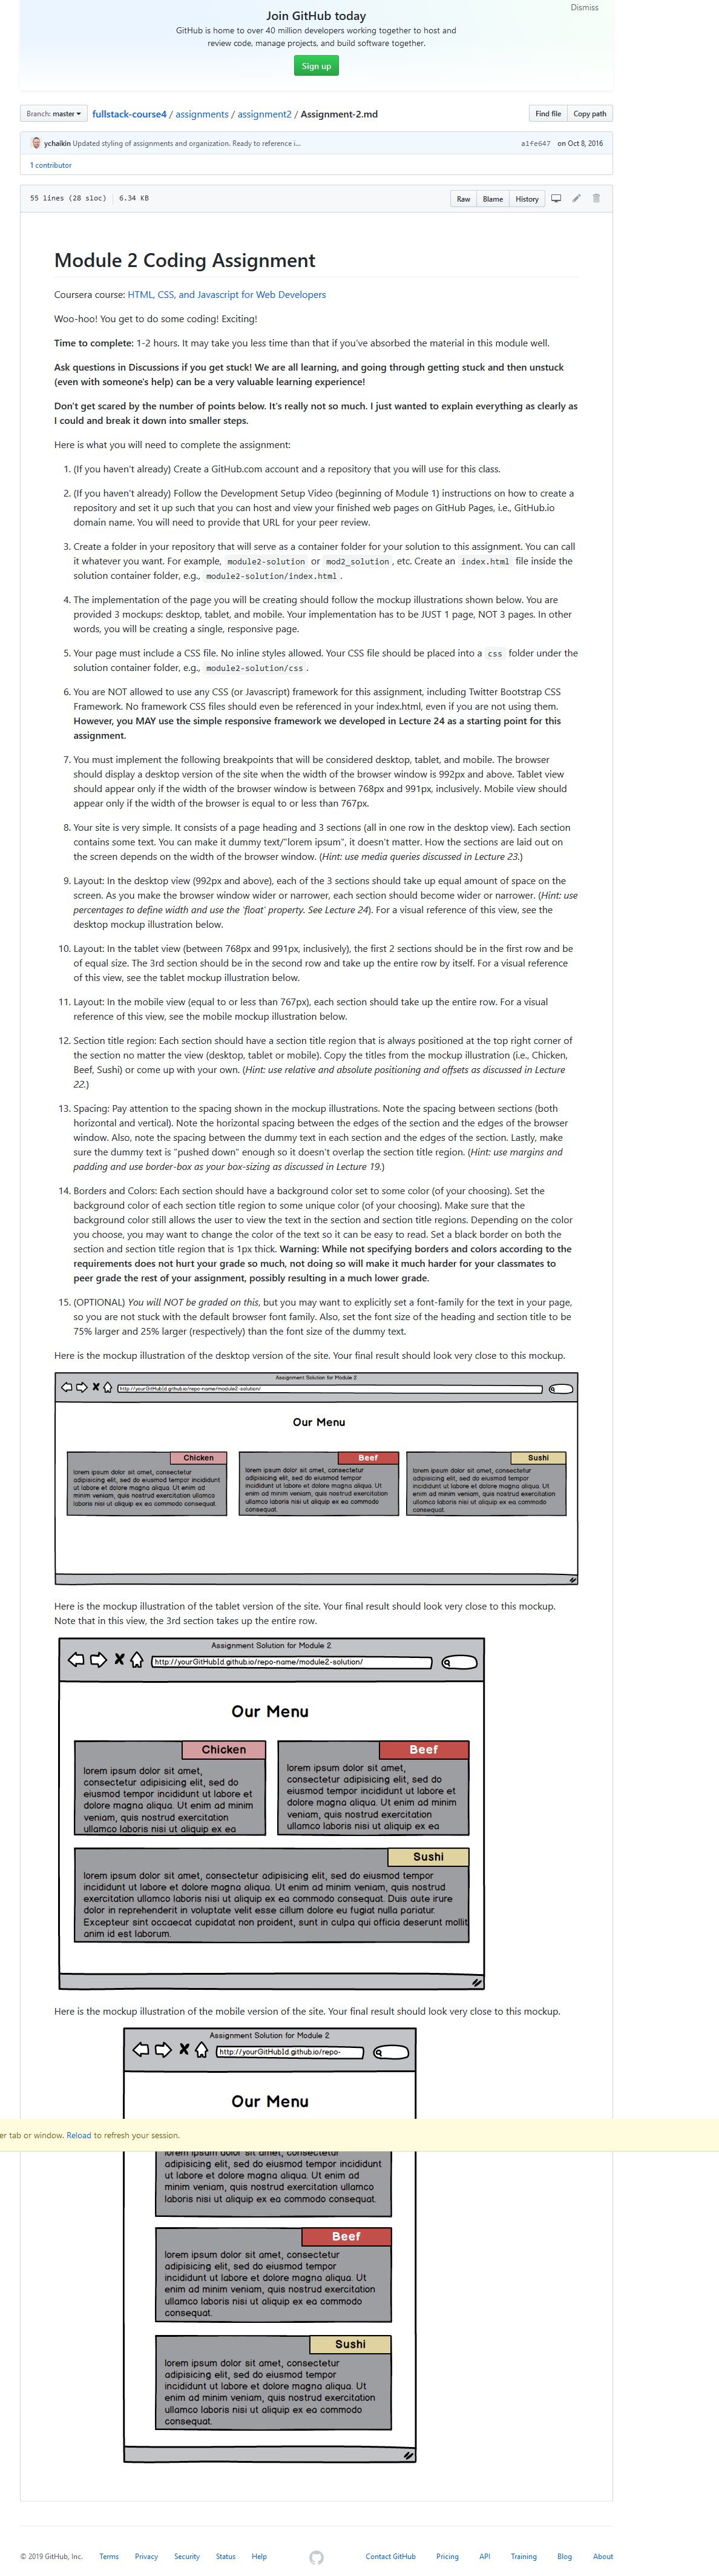 Join GitHub today
Dismiss
GitHub is home to over 40 million developers working together to host and
review code, manage projects, and build software together.
Sign up
Branch: master
fullstack-course4 / assignments / assignment2 / Assignment-2.md
Find file
Copy path
ychaikin Updated styling of assignments and organization. Ready to reference i...
a1fe647 on Oct 8, 2016
1 contributor
55 lines (28 sloc) 6.34 KB
Raw
Blame
History
Module 2 Coding Assignment
Coursera course: HTML, CSS, and Javascript for Web Developers
Woo-hoo! You get to do some coding! Exciting!
Time to complete: 1-2 hours. It may take you less time than that if you've absorbed the material in this module well.
Ask questions in Discussions if you get stuck! We are all learning, and going through getting stuck and then unstuck
(even with someone's help) can be a very valuable learning experience!
Don't get scared by the number of points below. It's really not so much. I just wanted to explain everything as clearly as
I could and break it down into smaller steps.
Here is what you will need to complete the assignment:
1. (If you haven't already) Create a GitHub.com account and a repository that you will use for this class.
2. (If you haven't already) Follow the Development Setup Video (beginning of Module 1) instructions on how to create a
repository and set it up such that you can host and view your finished web pages on GitHub Pages, i.e., GitHub.io
domain name. You will need to provide that URL for your peer review.
3. Create a folder in your repository that will serve as a container folder for your solution to this assignment. You can call
it whatever you want. For example, module2-solution or mod2_solution , etc. Create an index.html file inside the
solution container folder, e.g., module2-solution/index.html .
4. The implementation of the page you will be creating should follow the mockup illustrations shown below. You are
provided 3 mockups: desktop, tablet, and mobile. Your implementation has to be JUST 1 page, NOT 3 pages. In other
words, you will be creating a single, responsive page.
5. Your page must include a CSS file. No inline styles allowed. Your CSS file should be placed into a css folder under the
solution container folder, e.g., module2-solution/css .
6. You are NOT allowed to use any CSS (or Javascript) framework for this assignment, including Twitter Bootstrap CSS
Framework. No framework CSS files should even be referenced in your index.html, even if you are not using them.
However, you MAY use the simple responsive framework we developed in Lecture 24 as a starting point for this
assignment.
7. You must implement the following breakpoints that will be considered desktop, tablet, and mobile. The browser
should display a desktop version of the site when the width of the browser window is 992px and above. Tablet view
should appear only if the width of the browser window is between 768px and 991px, inclusively. Mobile view should
appear only if the width of the browser is equal to or less than 767px.
8. Your site is very simple. It consists of a page heading and 3 sections (all in one row in the desktop view). Each section
contains some text. You can make it dummy text/"lorem ipsum", it doesn't matter. How the sections are laid out on
the screen depends on the width of the browser window. (Hint: use media queries discussed in Lecture 23.)
9. Layout: In the desktop view (992px and above), each of the 3 sections should take up equal amount of space on the
screen. As you make the browser window wider or narrower, each section should become wider or narrower. (Hint: use
percentages to define width and use the `float' property. See Lecture 24). For a visual reference of this view, see the
desktop mockup illustration below.
10. Layout: In the tablet view (between 768px and 991px, inclusively), the first 2 sections should be in the first row and be
of equal size. The 3rd section should be in the second row and take up the entire row by itself. For a visual reference
of this view, see the tablet mockup illustration below.
11. Layout: In the mobile view (equal to or less than 767px), each section should take up the entire row. For a visual
reference of this view, see the mobile mockup illustration below.
12. Section title region: Each section should have a section title region that is always positioned at the top right corner of
the section no matter the view (desktop, tablet or mobile). Copy the titles from the mockup illustration (i.e., Chicken,
Beef, Sushi) or come up with your own. (Hint: use relative and absolute positioning and offsets as discussed in Lecture
22.)
13. Spacing: Pay attention to the spacing shown in the mockup illustrations. Note the spacing between sections (both
horizontal and vertical). Note the horizontal spacing between the edges of the section and the edges of the browser
window. Also, note the spacing between the dummy text in each section and the edges of the section. Lastly, make
sure the dummy text is "pushed down" enough so it doesn't overlap the section title region. (Hint: use margins and
padding and use border-box as your box-sizing as discussed in Lecture 19.)
14. Borders and Colors: Each section should have a background color set to some color (of your choosing). Set the
background color of each section title region to some unique color (of your choosing). Make sure that the
background color still allows the user to view the text in the section and section title regions. Depending on the color
you choose, you may want to change the color of the text so it can be easy to read. Set a black border on both the
section and section title region that is 1px thick. Warning: While not specifying borders and colors according to the
requirements does not hurt your grade so much, not doing so will make it much harder for your classmates to
peer grade the rest of your assignment, possibly resulting in a much lower grade.
15. (OPTIONAL) You will NOT be graded on this, but you may want to explicitly set a font-family for the text in your page,
so you are not stuck with the default browser font family. Also, set the font size of the heading and section title to be
75% larger and 25% larger (respectively) than the font size of the dummy text.
Here is the mockup illustration of the desktop version of the site. Your final result should look very close to this mockup.
Assignment Solution for Module 2
http://yourGitHubId.github.io/repo-name/module2-solution/
Our Menu
Chicken
lorem ipsum dolor sit amet, consectetur
adipisicing elit, sed do eiusmod tempor incididunt
ut labore et dolore magna aliqua. Ut enim ad
minim veniam, quis nostrud exercitation ullamco
laboris nisi ut aliquip ex ea commodo consequat.
Beef
lorem ipsum dolor sit amet, consectetur
adipisicing elit, sed do eiusmod tempor
incididunt ut labore et dolore magna aliqua. Ut
enim ad minim veniam, quis nostrud exercitation
ullamco laboris nisi ut aliquip ex ea commodo
consequat.
Sushi
lorem ipsum dolor sit amet, consectetur
adipisicing elit, sed do eiusmod tempor
incididunt ut labore et dolore magna aliqua. Ut
enim ad minim veniam, quis nostrud exercitation
ullamco laboris nisi ut aliquip ex ea commodo
consequat.
Here is the mockup illustration of the tablet version of the site. Your final result should look very close to this mockup.
Note that in this view, the 3rd section takes up the entire row.
Assignment Solution for Module 2
http://yourGitHubId.github.io/repo-name/module2-solution/
Our Menu
Chicken
lorem ipsum dolor sit amet,
consectetur adipisicing elit, sed do
eiusmod tempor incididunt ut labore et
dolore magna aliqua. Ut enim ad minim
veniam, quis nostrud exercitation
ullamco laboris nisi ut aliquip ex ea
Beef
lorem ipsum dolor sit amet,
consectetur adipisicing elit, sed do
eiusmod tempor incididunt ut labore et
dolore magna aliqua. Ut enim ad minim
veniam, quis nostrud exercitation
ullamco laboris nisi ut aliquip ex ea
Sushi
lorem ipsum dolor sit amet, consectetur adipisicing elit, sed do eiusmod tempor
incididunt ut labore et dolore magna aliqua. Ut enim ad minim veniam, quis nostrud
exercitation ullamco laboris nisi ut aliquip ex ea commodo consequat. Duis aute irure
dolor in reprehenderit in voluptate velit esse cillum dolore eu fugiat nulla pariatur.
Excepteur sint occaecat cupidatat non proident, sunt in culpa qui officia deserunt mollit
anim id est laborum.
Here is the mockup illustration of the mobile version of the site. Your final result should look very close to this mockup.
Assignment Solution for Module 2
http://yourGitHubId.github.io/repo-
Our Menu
er tab or window. Reload to refresh your session.
lorem ipsum dolor sit amet, consectetur
adipisicing elit, sed do eiusmod tempor incididunt
ut labore et dolore magna aliqua. Ut enim ad
minim veniam, quis nostrud exercitation ullamco
laboris nisi ut aliquip ex ea commodo consequat.
Beef
lorem ipsum dolor sit amet, consectetur
adipisicing elit, sed do eiusmod tempor
incididunt ut labore et dolore magna aliqua. Ut
enim ad minim veniam, quis nostrud exercitation
ullamco laboris nisi ut aliquip ex ea commodo
consequat.
Sushi
lorem ipsum dolor sit amet, consectetur
adipisicing elit, sed do eiusmod tempor
incididunt ut labore et dolore magna aliqua. Ut
enim ad minim veniam, quis nostrud exercitation
ullamco laboris nisi ut aliquip ex ea commodo
consequat.
© 2019 GitHub, Inc.
Terms
Privacy
Security
Status
Help
Contact GitHub
Pricing
API
Training
Blog
About